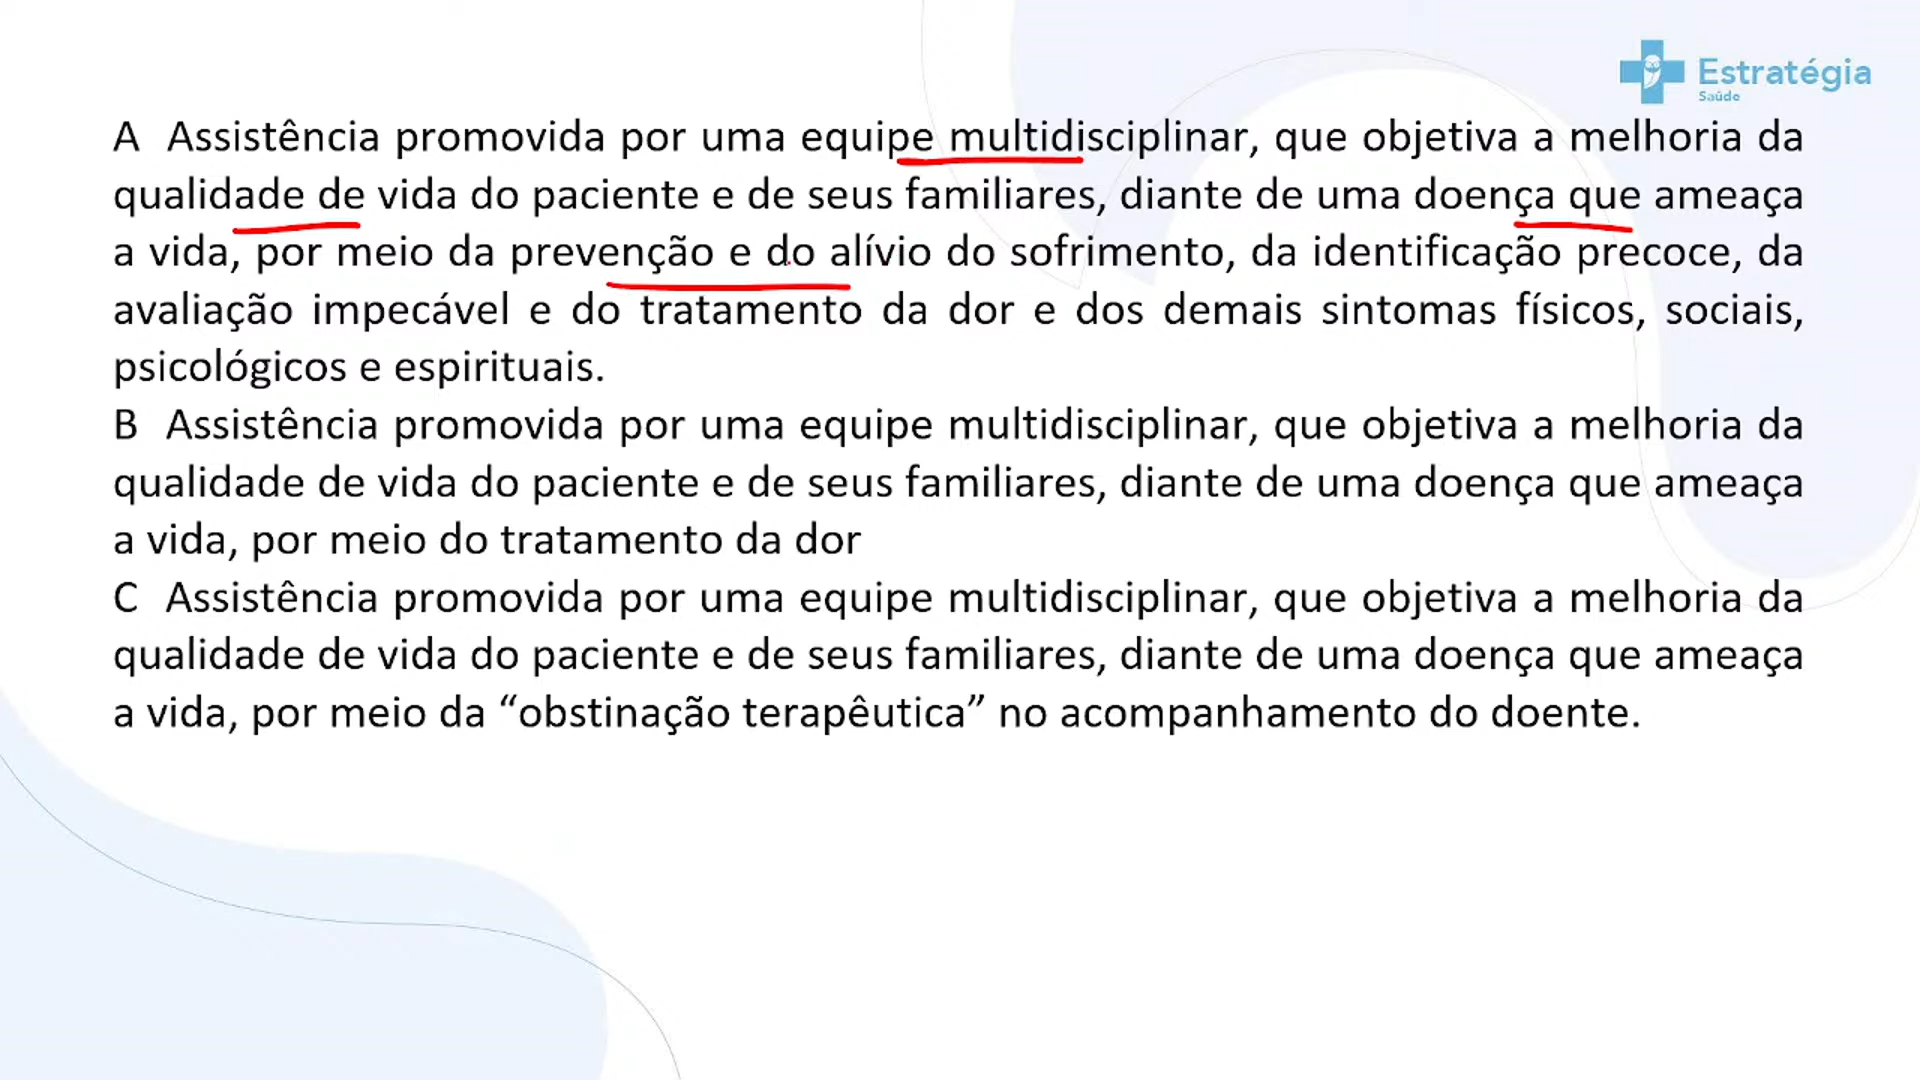 Estratégia
Saúde
A Assistência promovida por uma equipe multidisciplinar, que objetiva a melhoria da
qualidade de vida do paciente e de seus familiares, diante de uma doença que ameaça
a vida, por meio da prevenção e do alívio do sofrimento, da identificação precoce, da
avaliação impecável e do tratamento da dor e dos demais sintomas físicos, sociais,
psicológicos e espirituais.
B Assistência promovida por uma equipe multidisciplinar, que objetiva a melhoria da
qualidade de vida do paciente e de seus familiares, diante de uma doença que ameaça
a vida, por meio do tratamento da dor
C Assistência promovida por uma equipe multidisciplinar, que objetiva a melhoria da
qualidade de vida do paciente e de seus familiares, diante de uma doença que ameaça
a vida, por meio da “obstinação terapêutica” no acompanhamento do doente.